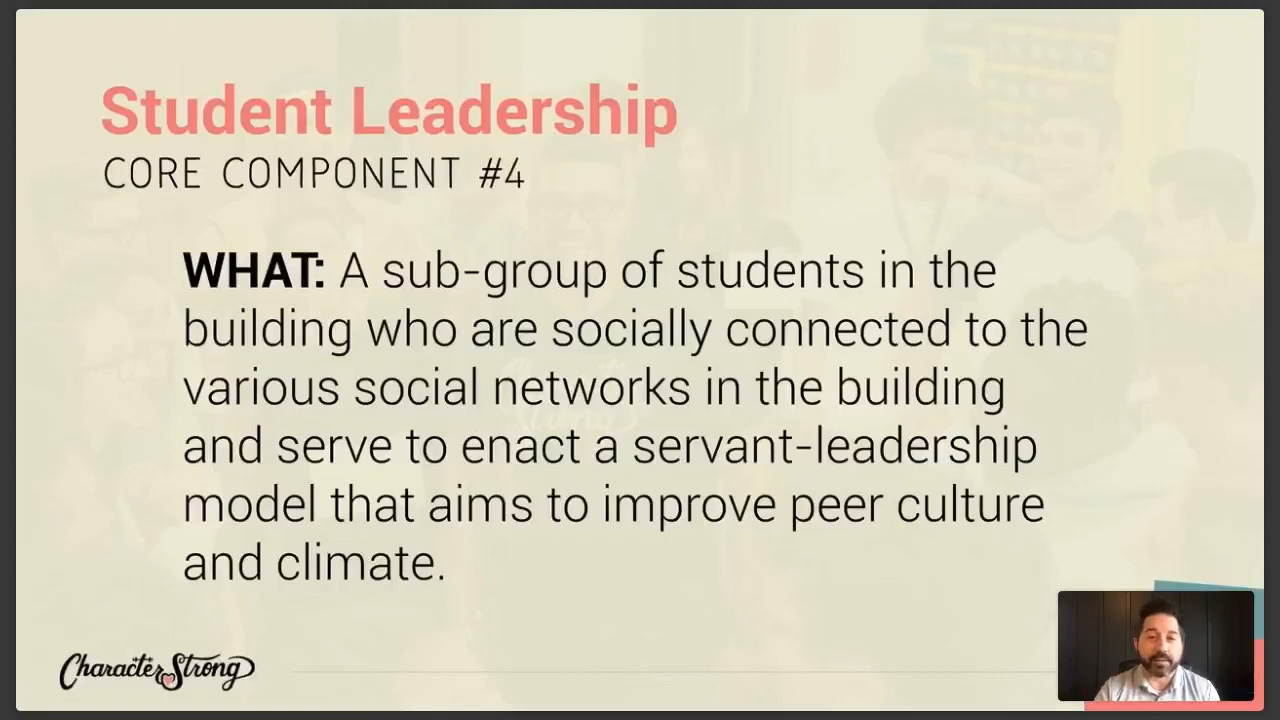 Student Leadership
CORE COMPONENT #4
WHAT: A sub-group of students in the
building who are socially connected to the
various social networks in the building
and serve to enact a servant-leadership
model that aims to improve peer culture
and climate.
Character Strong